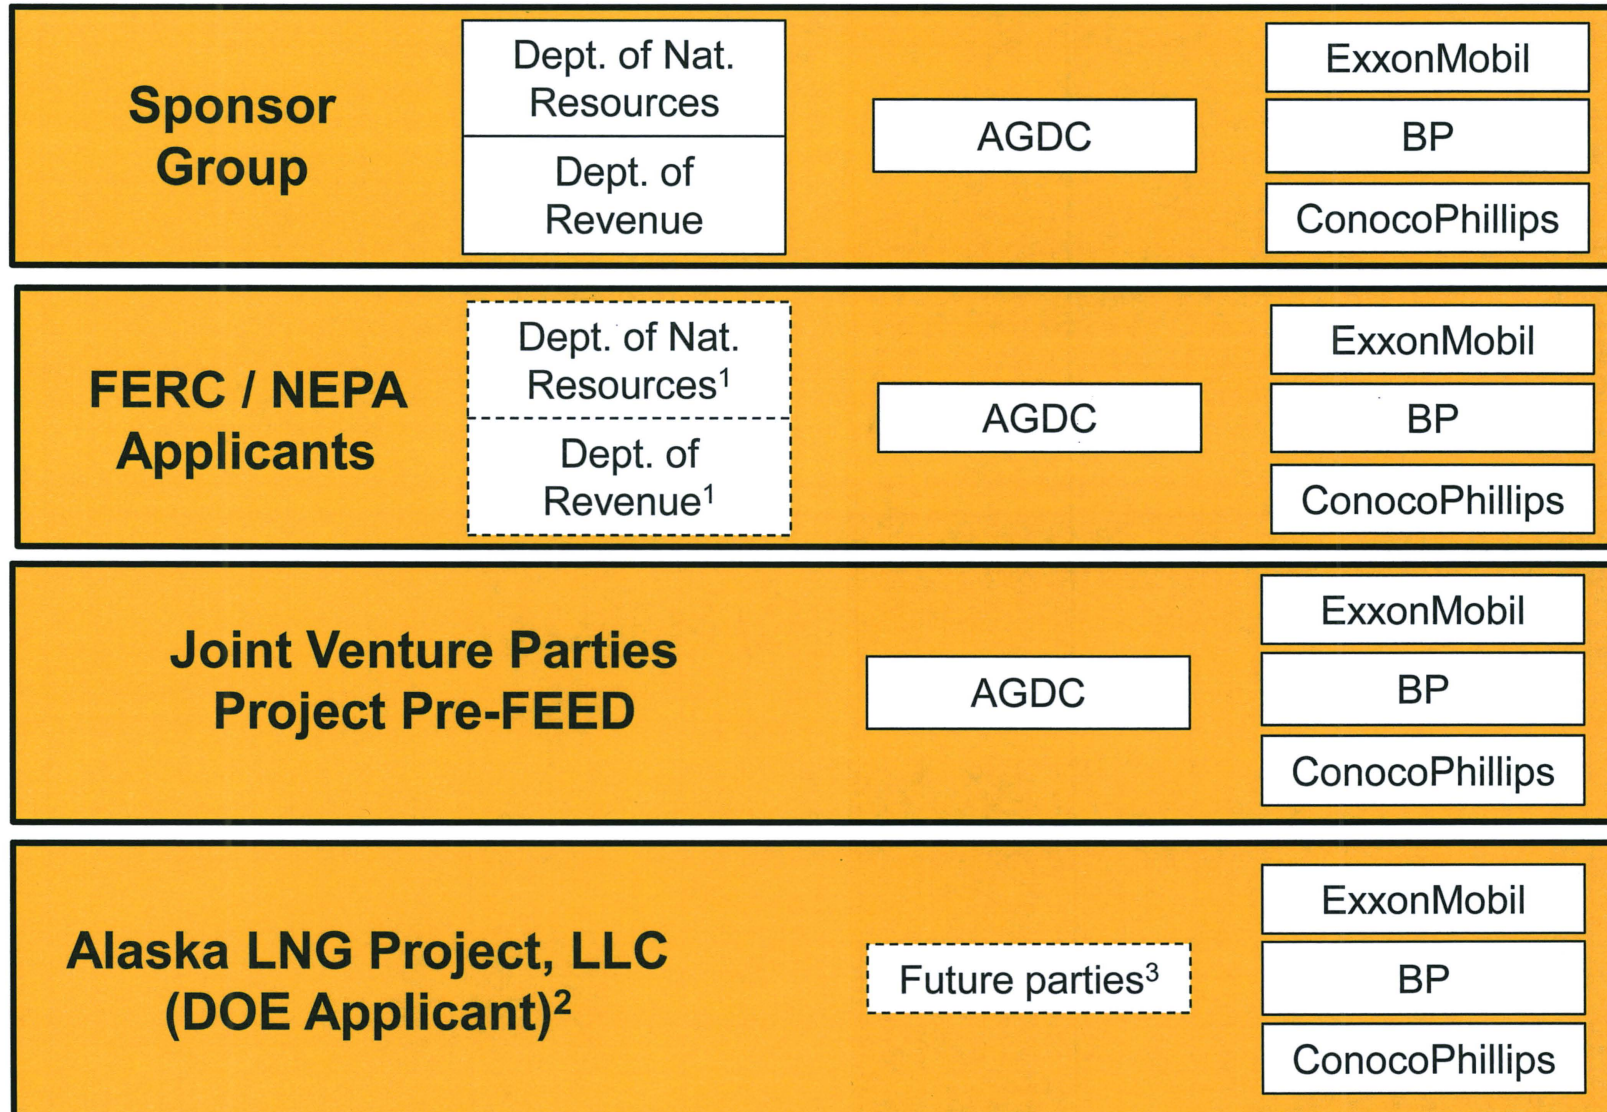 Sponsor
Group
Dept. of Nat.
Resources
Dept. of
Revenue
AGDC
ExxonMobil
BP
ConocoPhillips
FERC / NEPA
Applicants
Dept. of Nat.
Resources¹
Dept. of
Revenue¹
AGDC
ExxonMobil
BP
ConocoPhillips
Joint Venture Parties
Project Pre-FEED
AGDC
ExxonMobil
BP
ConocoPhillips
Alaska LNG Project, LLC
(DOE Applicant)²
Future parties³
ExxonMobil
BP
ConocoPhillips